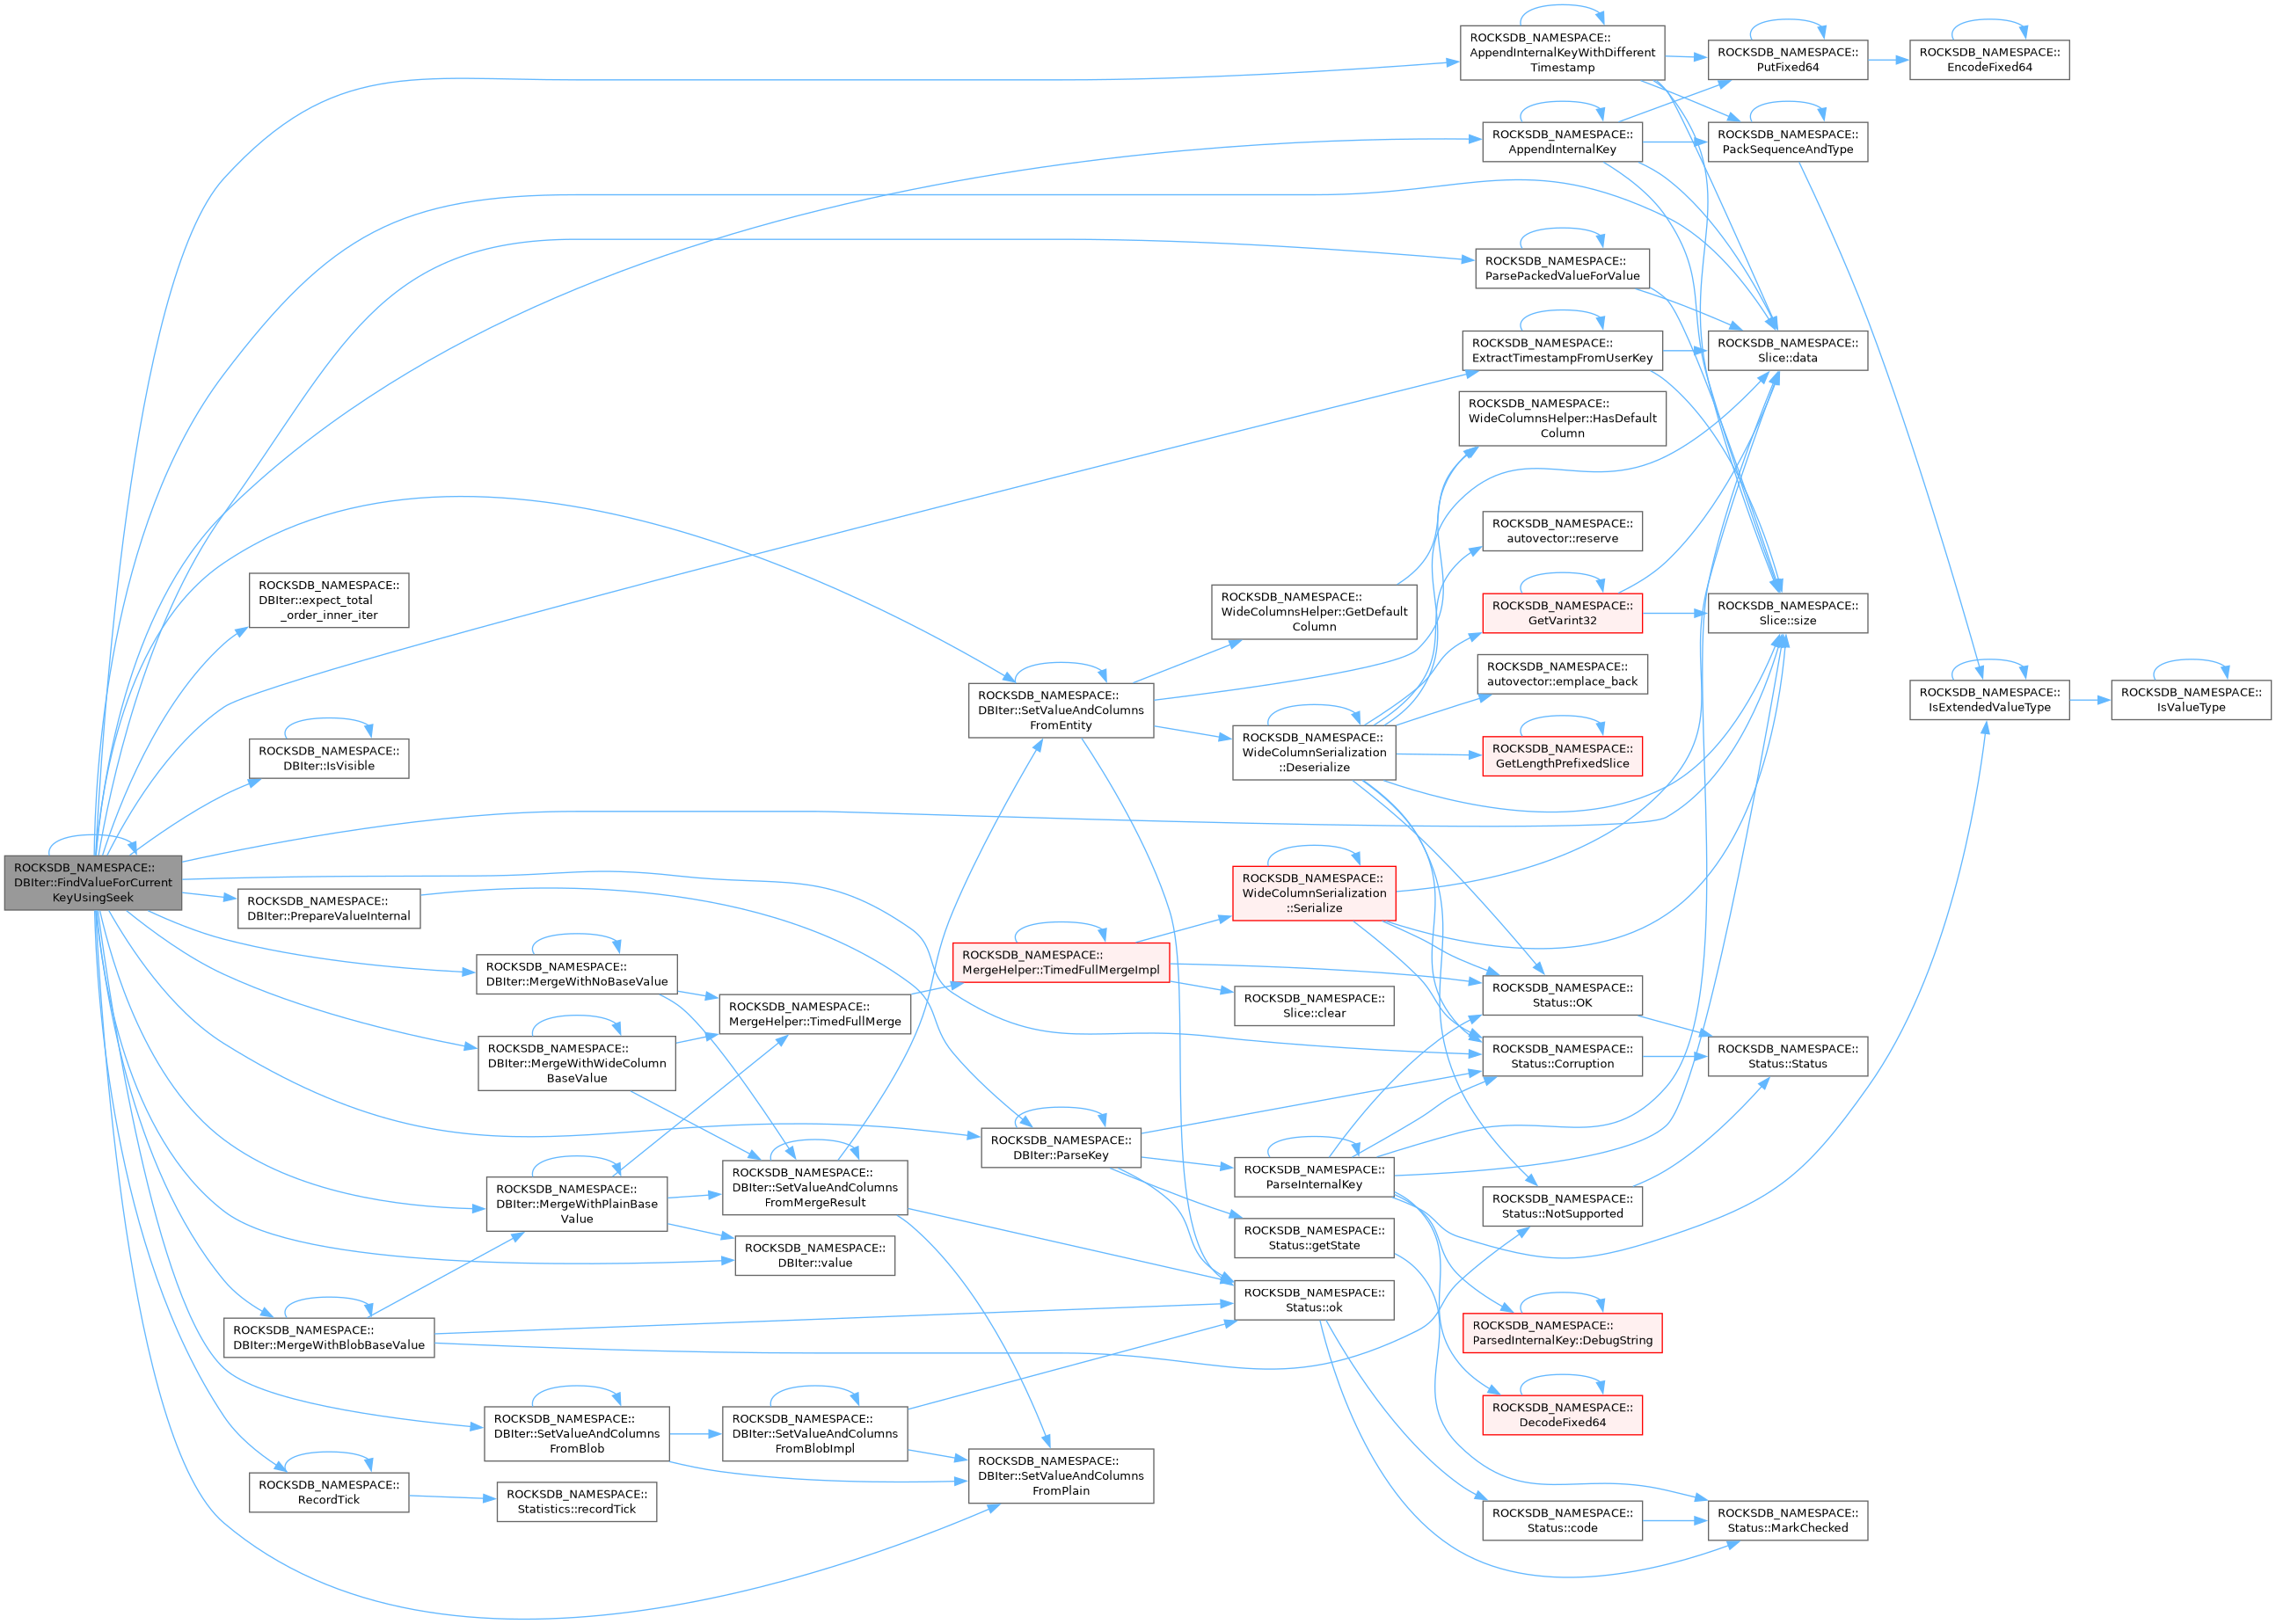 ROCKSDB_NAMESPACE::
DBIter::FindValueForCurrent
KeyUsingSeek
ROCKSDB_NAMESPACE::
DBIter::expect_total
_order_inner_iter
ROCKSDB_NAMESPACE::
DBIter::IsVisible
ROCKSDB_NAMESPACE::
DBIter::PrepareValueInternal
ROCKSDB_NAMESPACE::
DBIter::MergeWithBlobBaseValue
ROCKSDB_NAMESPACE::
RecordTick
ROCKSDB_NAMESPACE::
DBIter::MergeWithNoBaseValue
ROCKSDB_NAMESPACE::
DBIter::MergeWithWideColumn
BaseValue
ROCKSDB_NAMESPACE::
DBIter::MergeWithPlainBase
Value
ROCKSDB_NAMESPACE::
DBIter::SetValueAndColumns
FromBlob
ROCKSDB_NAMESPACE::
Statistics::recordTick
ROCKSDB_NAMESPACE::
MergeHelper::TimedFullMerge
ROCKSDB_NAMESPACE::
DBIter::SetValueAndColumns
FromMergeResult
ROCKSDB_NAMESPACE::
DBIter::value
ROCKSDB_NAMESPACE::
DBIter::SetValueAndColumns
FromBlobImpl
ROCKSDB_NAMESPACE::
DBIter::SetValueAndColumns
FromEntity
ROCKSDB_NAMESPACE::
MergeHelper::TimedFullMergeImpl
ROCKSDB_NAMESPACE::
DBIter::ParseKey
ROCKSDB_NAMESPACE::
DBIter::SetValueAndColumns
FromPlain
ROCKSDB_NAMESPACE::
WideColumnsHelper::GetDefault
Column
ROCKSDB_NAMESPACE::
WideColumnSerialization
::Deserialize
ROCKSDB_NAMESPACE::
WideColumnSerialization
::Serialize
ROCKSDB_NAMESPACE::
Slice::clear
ROCKSDB_NAMESPACE::
ParseInternalKey
ROCKSDB_NAMESPACE::
Status::getState
ROCKSDB_NAMESPACE::
Status::ok
ROCKSDB_NAMESPACE::
AppendInternalKeyWithDifferent
Timestamp
ROCKSDB_NAMESPACE::
AppendInternalKey
ROCKSDB_NAMESPACE::
ParsePackedValueForValue
ROCKSDB_NAMESPACE::
ExtractTimestampFromUserKey
ROCKSDB_NAMESPACE::
WideColumnsHelper::HasDefault
Column
ROCKSDB_NAMESPACE::
autovector::reserve
ROCKSDB_NAMESPACE::
GetVarint32
ROCKSDB_NAMESPACE::
autovector::emplace_back
ROCKSDB_NAMESPACE::
GetLengthPrefixedSlice
ROCKSDB_NAMESPACE::
Status::OK
ROCKSDB_NAMESPACE::
Status::Corruption
ROCKSDB_NAMESPACE::
Status::NotSupported
ROCKSDB_NAMESPACE::
ParsedInternalKey::DebugString
ROCKSDB_NAMESPACE::
DecodeFixed64
ROCKSDB_NAMESPACE::
Status::code
ROCKSDB_NAMESPACE::
PutFixed64
ROCKSDB_NAMESPACE::
PackSequenceAndType
ROCKSDB_NAMESPACE::
Slice::data
ROCKSDB_NAMESPACE::
Slice::size
ROCKSDB_NAMESPACE::
Status::Status
ROCKSDB_NAMESPACE::
Status::MarkChecked
ROCKSDB_NAMESPACE::
EncodeFixed64
ROCKSDB_NAMESPACE::
IsExtendedValueType
ROCKSDB_NAMESPACE::
IsValueType